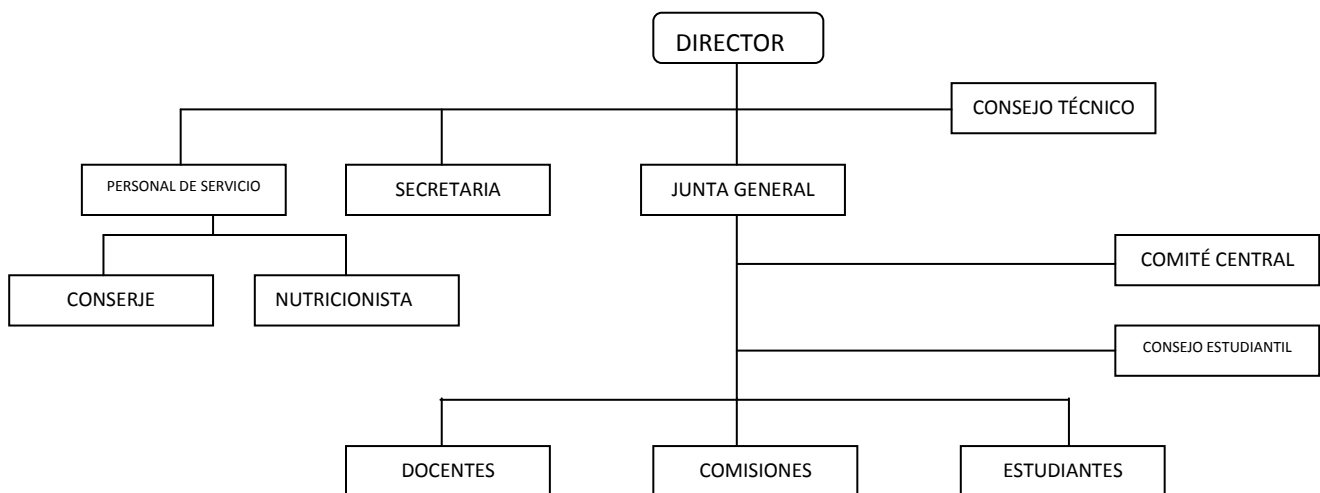 DIRECTOR
CONSEJO TÉCNICO
PERSONAL DE SERVICIO
SECRETARIA
JUNTA GENERAL
COMITÉ CENTRAL
CONSERJE
NUTRICIONISTA
CONSEJO ESTUDIANTIL
DOCENTES
COMISIONES
ESTUDIANTES